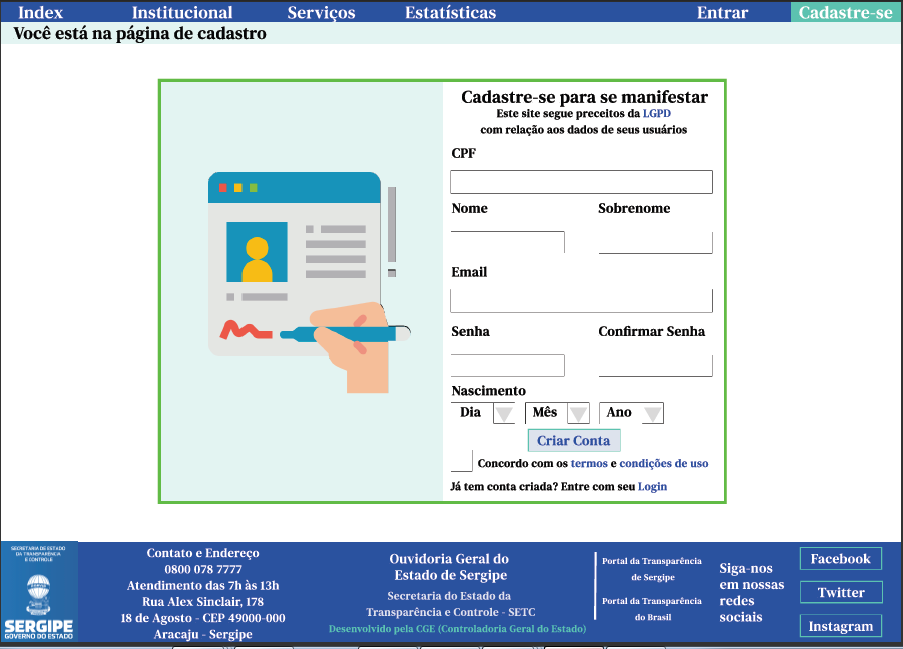 Index Institucional Serviços Estatísticas Entrar Cadastre-se
Você está na página de cadastro
Cadastre-se para se manifestar
Este site segue preceitos da LGPD
com relação aos dados de seus usuários
CPF
Nome Sobrenome
Email
Senha Confirmar Senha
Nascimento
Dia Mês Ano
Criar Conta
Concordo com os termos e condições de uso
Já tem conta criada? Entre com seu Login
SECRETARIA DE ESTADO
DA TRANSPARÊNCIA
E CONTROLE
SERGIPE
GOVERNO DO ESTADO
Contato e Endereço
0800 078 7777
Atendimento das 7h às 13h
Rua Alex Sinclair, 178
18 de Agosto - CEP 49000-000
Aracaju - Sergipe
Ouvidoria Geral do
Estado de Sergipe
Secretaria do Estado da
Transparência e Controle - SETC
Desenvolvido pela CGE (Controladoria Geral do Estado)
Portal da Transparência
de Sergipe
Portal da Transparência
do Brasil
Siga-nos
em nossas
redes
sociais
Facebook
Twitter
Instagram